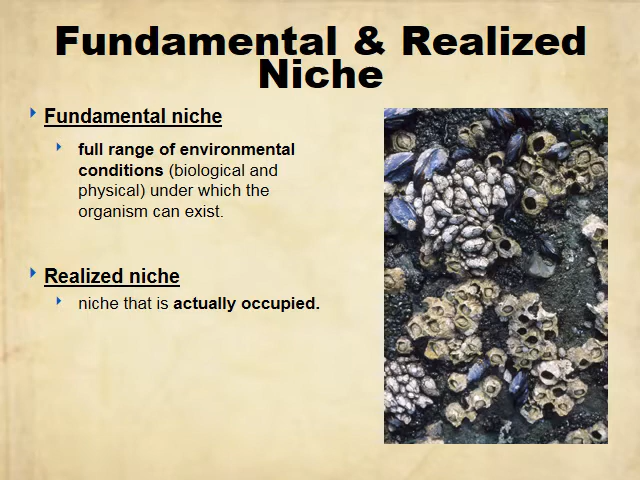 Fundamental & Realized
Niche
Fundamental niche
full range of environmental
conditions (biological and
physical) under which the
organism can exist.
Realized niche
niche that is actually occupied.